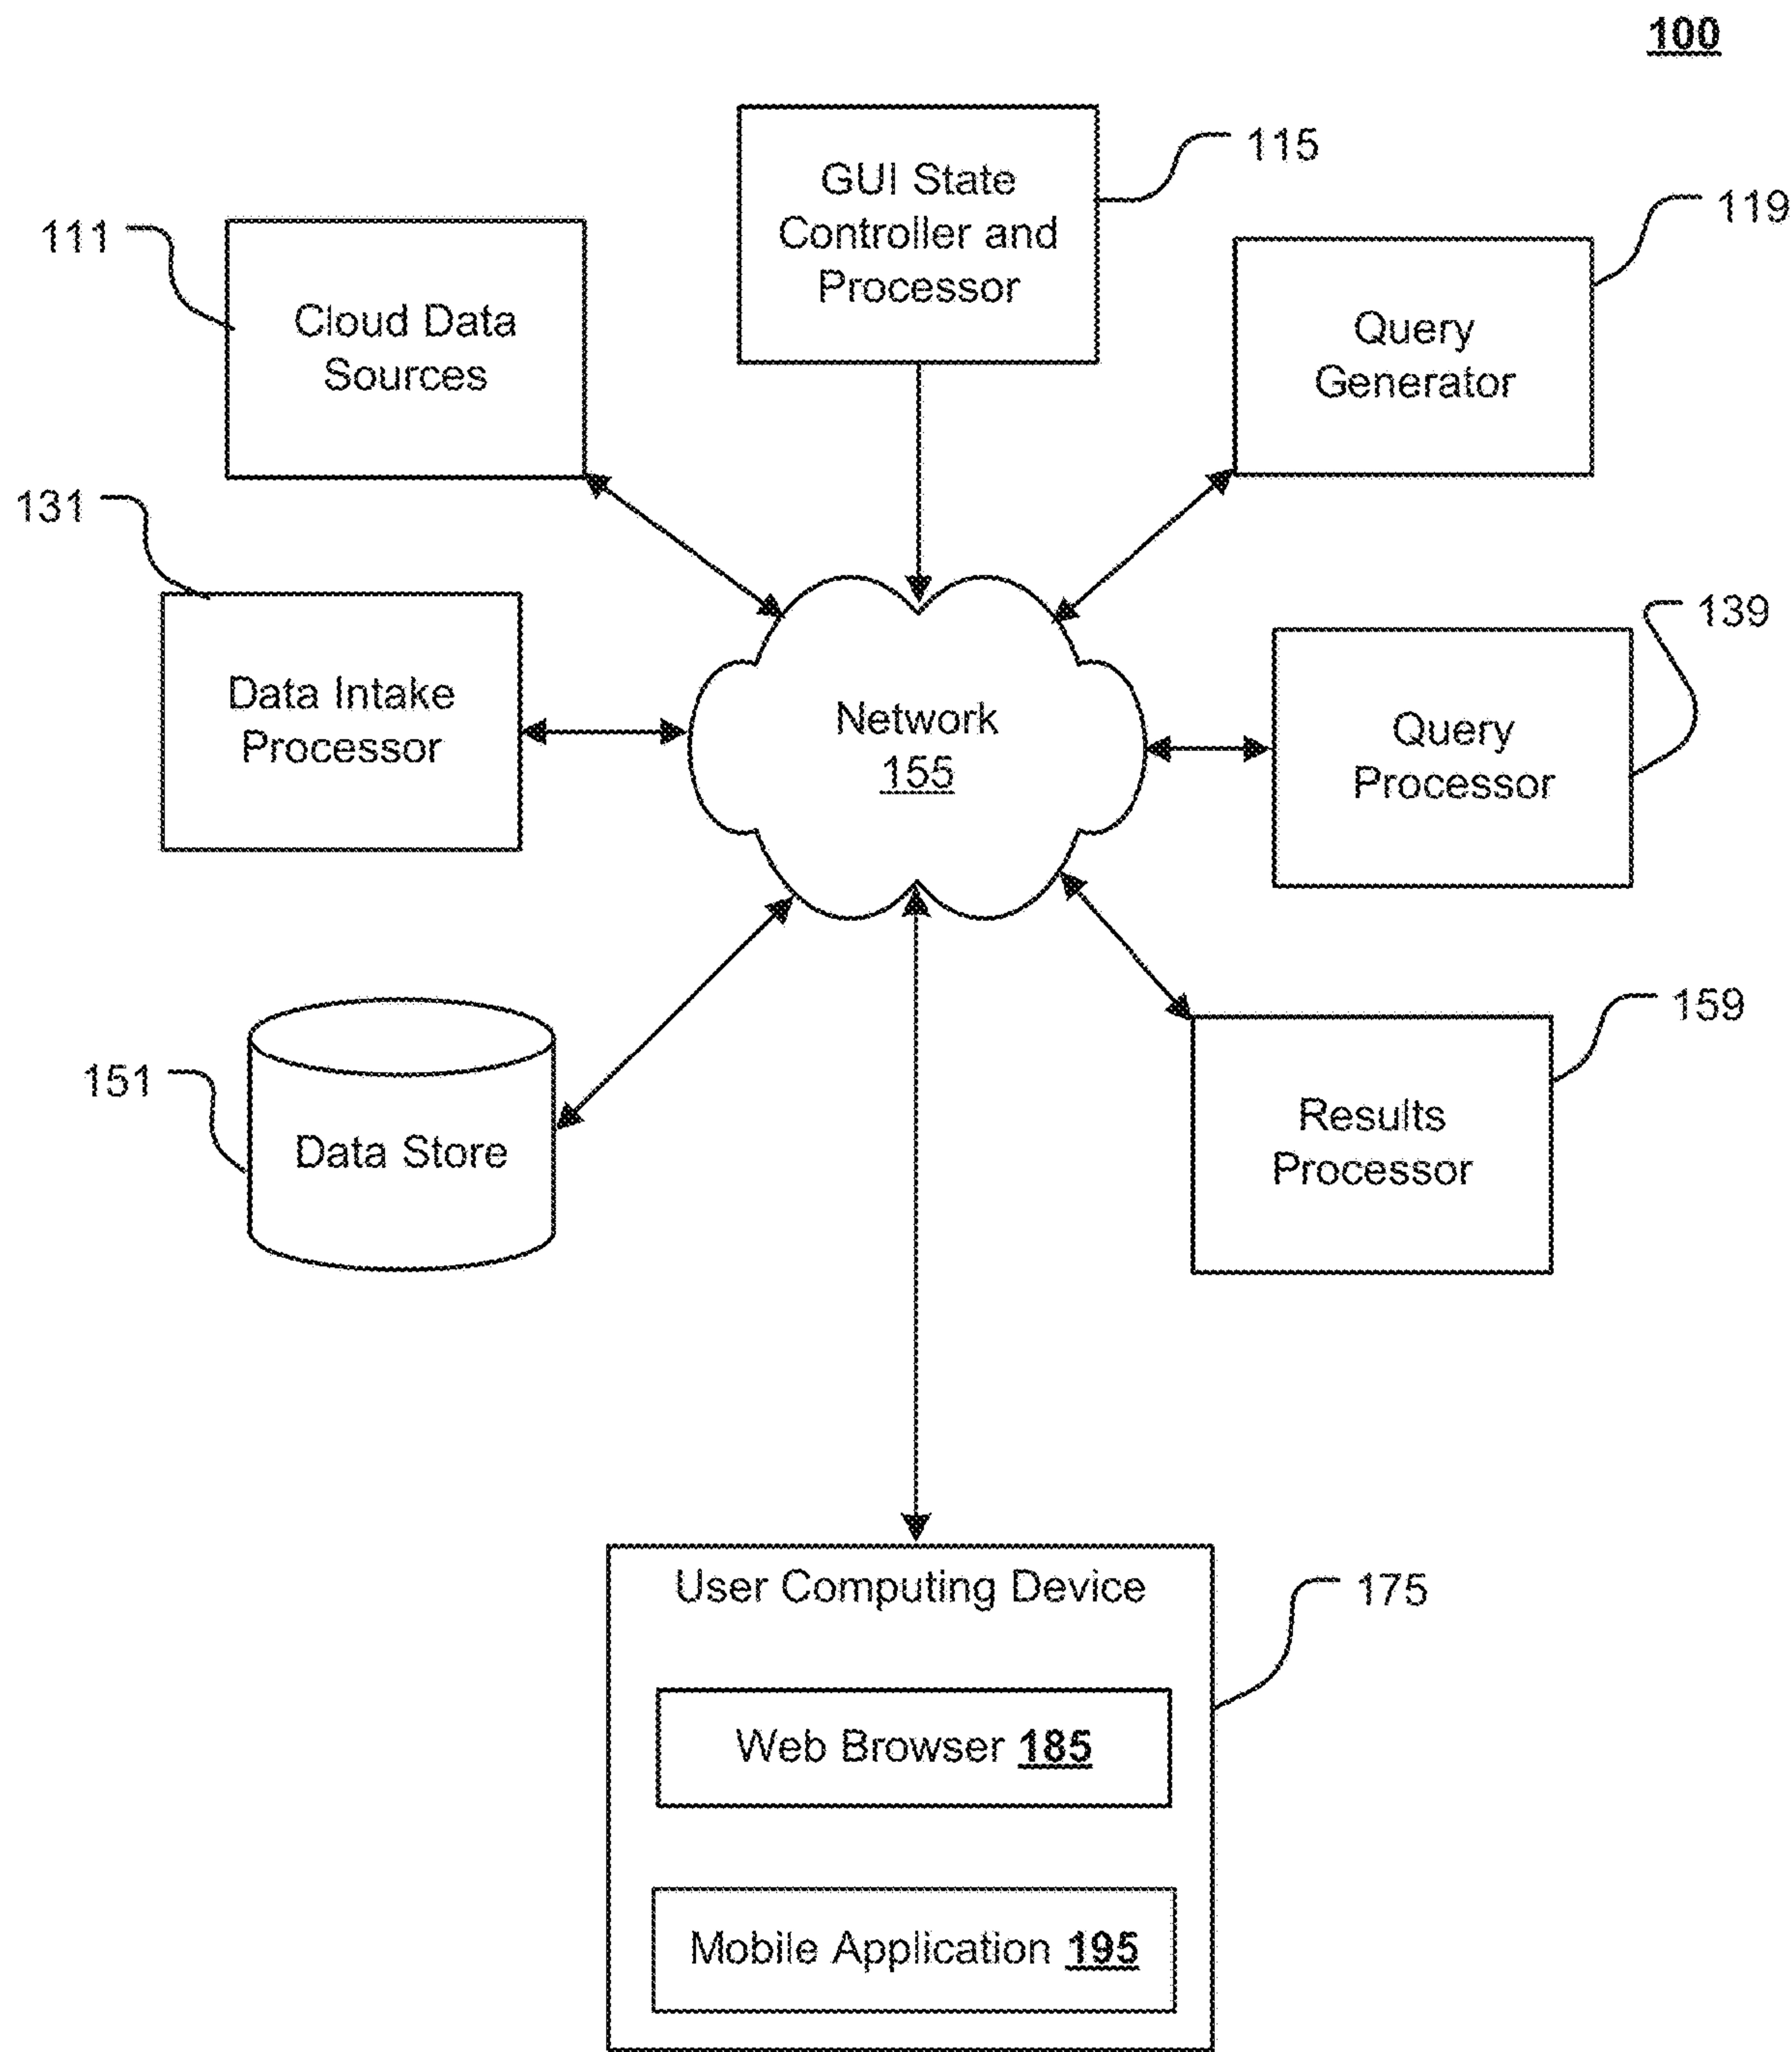 100
GUI State
Controller and
Processor
115
111
Cloud Data
Sources
Query
Generator
119
131
Data Intake
Processor
Network
155
Query
Processor
139
151
Data Store
Results
Processor
159
User Computing Device
175
Web Browser 185
Mobile Application 195